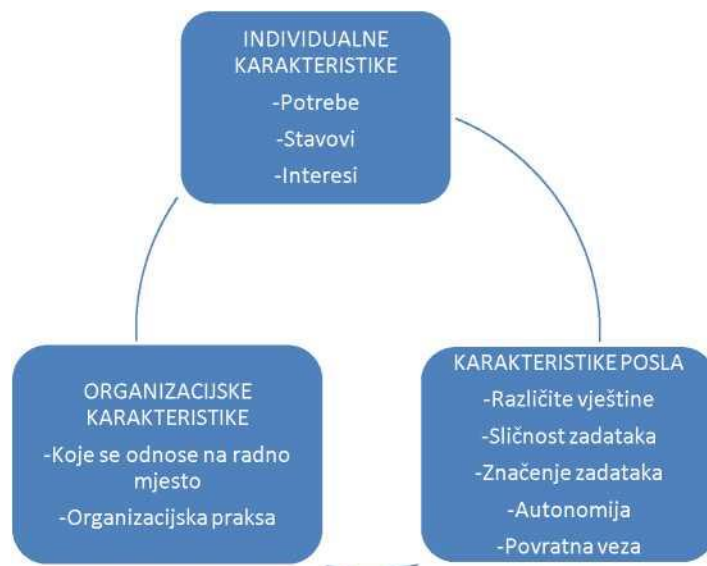 INDIVIDUALNE
KARAKTERISTIKE
-Potrebe
-Stavovi
-Interesi
ORGANIZACIJSKE
KARAKTERISTIKE
-Koje se odnose na radno
mjesto
-Organizacijska praksa
KARAKTERISTIKE POSLA
-Različite vještine
-Sličnost zadataka
-Značenje zadataka
-Autonomija
-Povratna veza